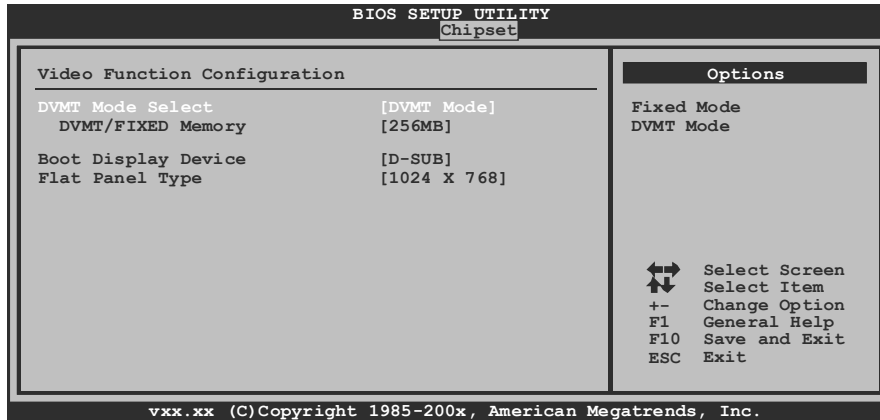 BIOS SETUP UTILITY
Chipset
Video Function Configuration
DVMT Mode Select [DVMT Mode]
DVMT/FIXED Memory [256MB]
Boot Display Device [D-SUB]
Flat Panel Type [1024 X 768]
Options
Fixed Mode
DVMT Mode
Select Screen
Select Item
+- Change Option
F1 General Help
F10 Save and Exit
ESC Exit
vxx.xx (C)Copyright 1985-200x, American Megatrends, Inc.